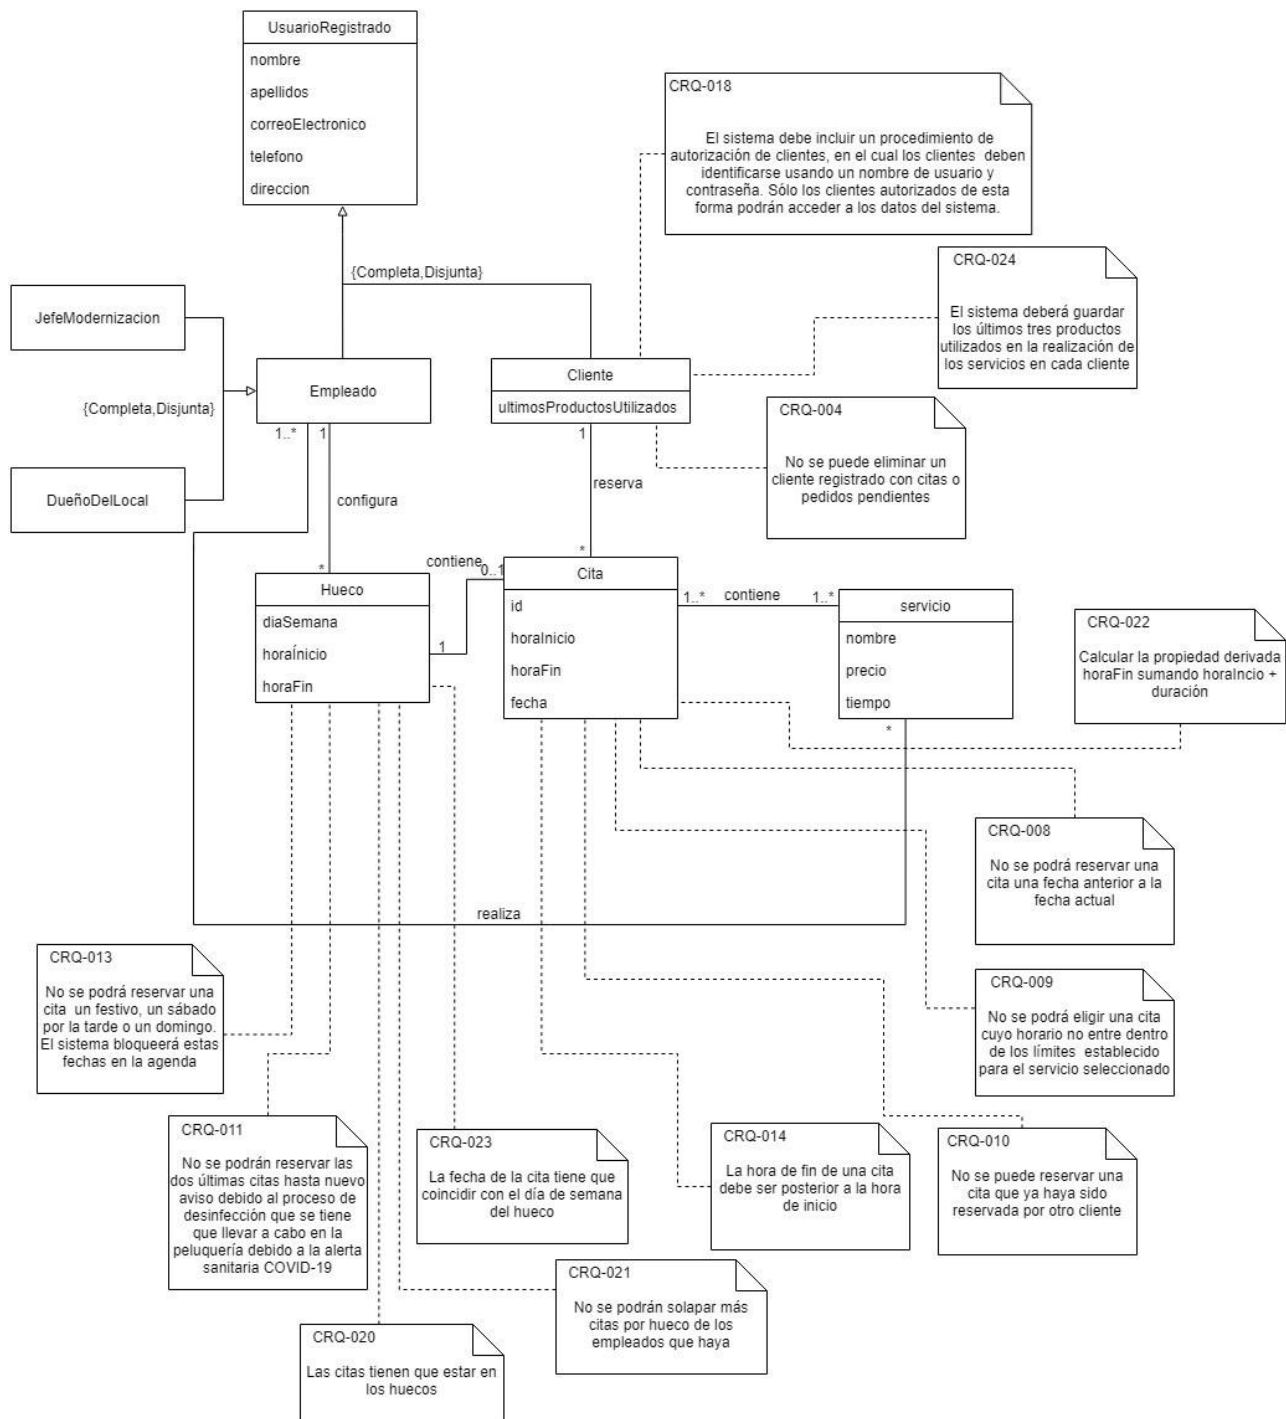 UsuarioRegistrado
nombre
apellidos
correoElectronico
telefono
direccion
CRQ-018
El sistema debe incluir un procedimiento de
autorización de clientes, en el cual los clientes deben
identificarse usando un nombre de usuario y
contraseña. Sólo los clientes autorizados de esta
forma podrán acceder a los datos del sistema.
{Completa,Disjunta}
CRQ-024
El sistema deberá guardar
los últimos tres productos
utilizados en la realización de
los servicios en cada cliente
JefeModernizacion
Empleado
{Completa,Disjunta}
DueñoDelLocal
Cliente
ultimosProductosUtilizados
CRQ-004
No se puede eliminar un
cliente registrado con citas o
pedidos pendientes
1..*
1
1
configura
reserva
*
*
contiene
0..1
1
Hueco
diaSemana
horaÍnicio
horaFin
Cita
id
horaInicio
horaFin
fecha
1..*
contiene
1..*
servicio
nombre
precio
tiempo
*
CRQ-022
Calcular la propiedad derivada
horaFin sumando horaIncio +
duración
CRQ-008
No se podrá reservar una
cita una fecha anterior a la
fecha actual
realiza
CRQ-013
No se podrá reservar una
cita un festivo, un sábado
por la tarde o un domingo.
El sistema bloqueerá estas
fechas en la agenda
CRQ-009
No se podrá eligir una cita
cuyo horario no entre dentro
de los límites establecido
para el servicio seleccionado
CRQ-011
No se podrán reservar las
dos últimas citas hasta nuevo
aviso debido al proceso de
desinfección que se tiene
que llevar a cabo en la
peluquería debido a la alerta
sanitaria COVID-19
CRQ-023
La fecha de la cita tiene que
coincidir con el día de semana
del hueco
CRQ-014
La hora de fin de una cita
debe ser posterior a la hora
de inicio
CRQ-010
No se puede reservar una
cita que ya haya sido
reservada por otro cliente
CRQ-021
No se podrán solapar más
citas por hueco de los
empleados que haya
CRQ-020
Las citas tienen que estar en
los huecos